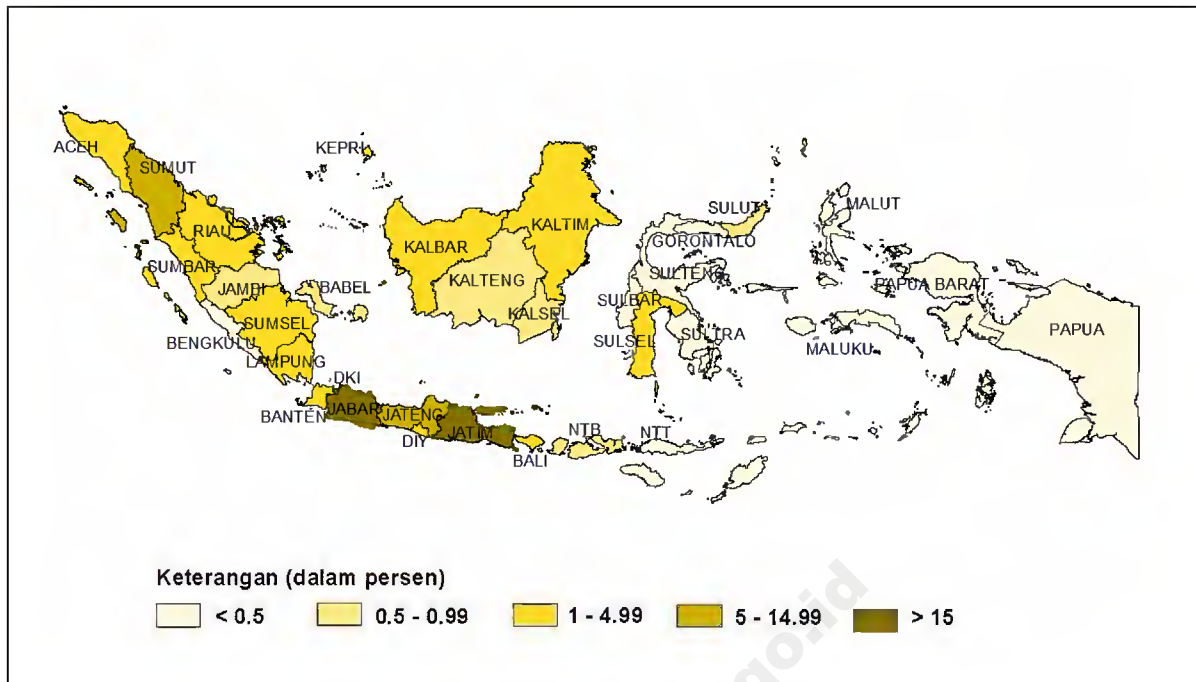 ACEH
SUMUT
KEPRI
RIAU
SUMBAR
JAMBI
BABEL
SUMSEL
BENGKULU
LAMPUNG
DKI
BANTEN
JABAR
JATENG
DIY
JATIM
BALI
NTB
NTT
KALBAR
KALTIM
KALTENG
KALSEL
SULUT
GORONTALO
SULTENG
SULBAR
SULSEL
SULTRA
MALUT
MALUKU
PAPUA BARAT
PAPUA
Keterangan (dalam persen)
< 0.5 0.5 - 0.99 1 - 4.99 5 - 14.99 > 15
go.id